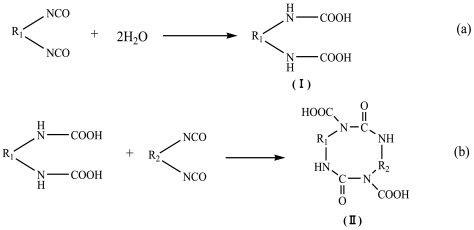 NCO
R1 + 2H2O (a)
NCO
H
N COOH
R1
N COOH
H
(I)
H
N COOH
R1 + R2 (b)
N COOH
H
NCO
NCO
HOOC O
N C
R1 NH
HN R2
C N
O COOH
(II)